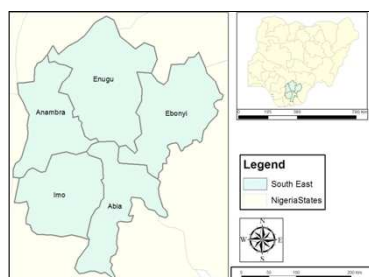 Enugu
Anambra
Ebonyi
Imo
Abia
Legend
South East
NigeriaStates
N
W
E
S